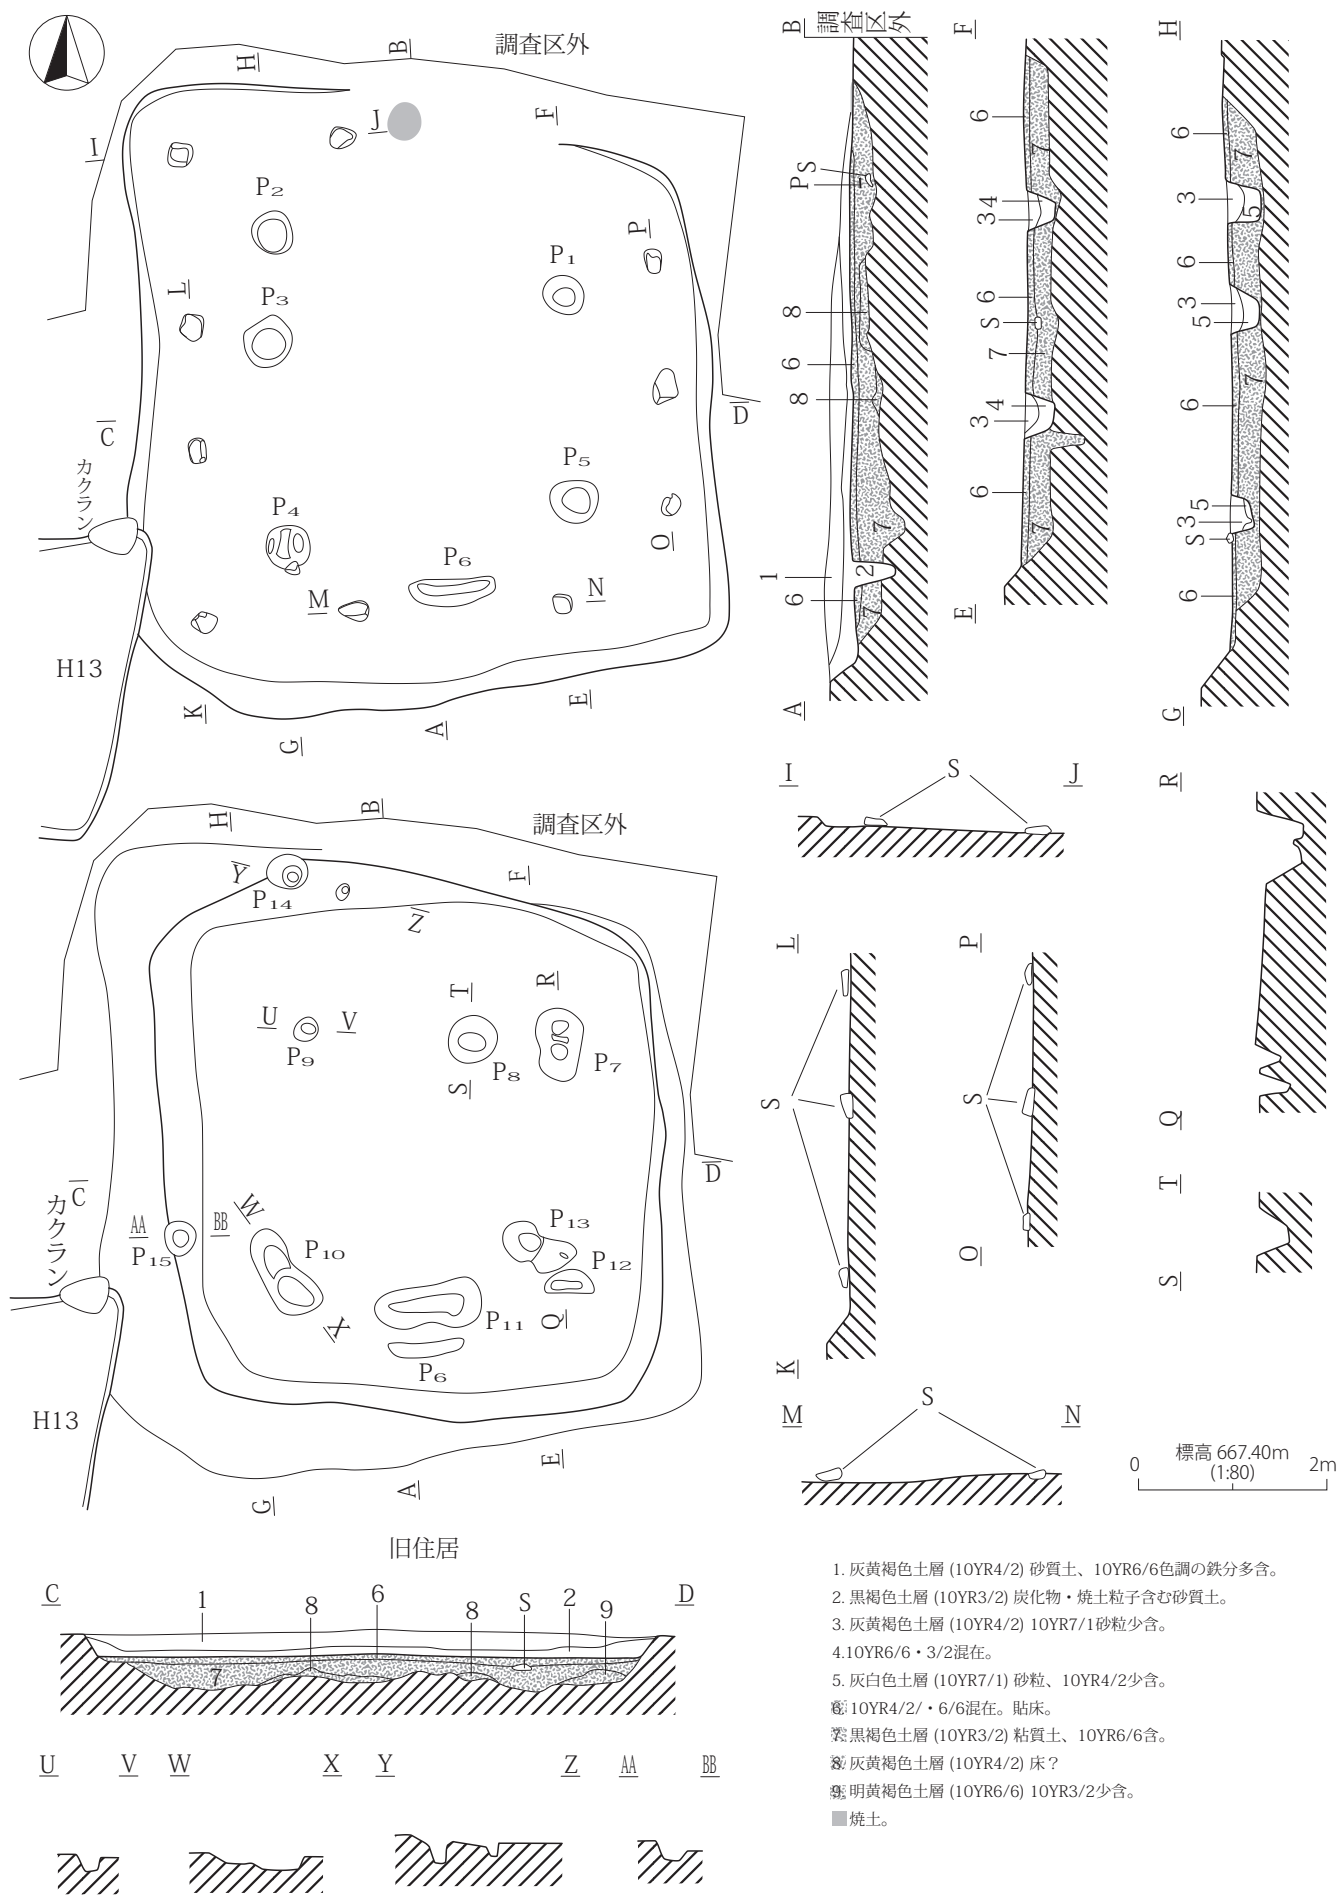 調査区外
B
H
J
F
I
P2
P
P1
L
P3
C
D
カクラン
P5
P4
O
P6
M
N
H13
K
E
A
G
B 調査区外
F
H
6
S
P
7
4
3
3
5
6
6
8
6
S
3
5
6
7
7
8
4
3
6
5
3
S
6
7
7
1
2
6
7
6
E
A
G
I
S
J
R
B
H
調査区外
F
Y
P14
Z
L
P
T
R
U
V
P9
P8
P7
S
S
S
Q
T
D
C
カクラン
W
AA
BB
P15
P10
P13
P12
O
S
X
P11
Q
P6
K
H13
M
S
N
E
A
G
標高 667.40m
0
(1:80)
2m
旧住居
C
1
8
6
8
S
2
9
D
7
U
V
W
X
Y
Z
AA
BB
1. 灰黄褐色土層 (10YR4/2) 砂質土、10YR6/6色調の鉄分多含。
2. 黒褐色土層 (10YR3/2) 炭化物・焼土粒子含む砂質土。
3. 灰黄褐色土層 (10YR4/2) 10YR7/1砂粒少含。
4.10YR6/6・3/2混在。
5. 灰白色土層 (10YR7/1) 砂粒、10YR4/2少含。
6. 10YR4/2/・6/6混在。貼床。
7. 黒褐色土層 (10YR3/2) 粘質土、10YR6/6含。
8. 灰黄褐色土層 (10YR4/2) 床？
9. 明黄褐色土層 (10YR6/6) 10YR3/2少含。
焼土。